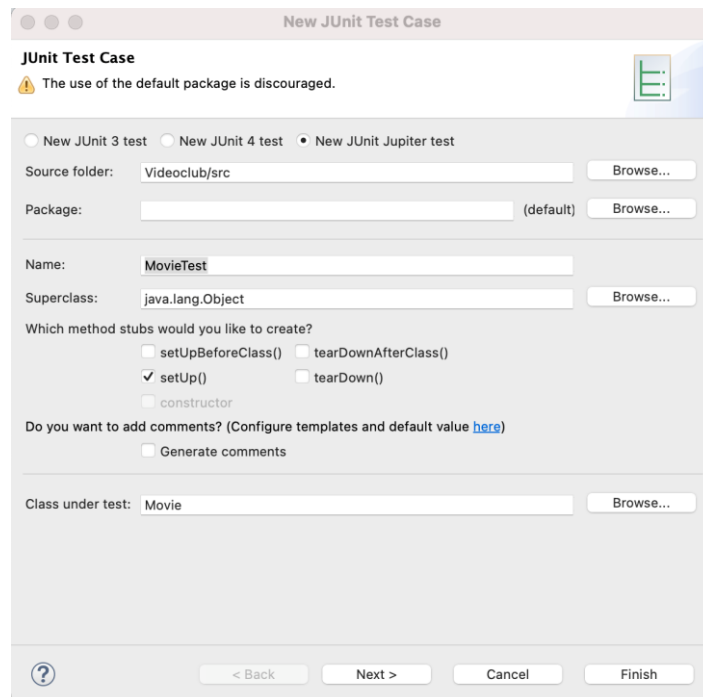 New JUnit Test Case
JUnit Test Case
The use of the default package is discouraged.
New JUnit 3 test New JUnit 4 test New JUnit Jupiter test
Source folder: Videoclub/src Browse...
Package: (default) Browse...
Name: MovieTest
Superclass: java.lang.Object Browse...
Which method stubs would you like to create?
setUpBeforeClass() tearDownAfterClass()
setUp() tearDown()
constructor
Do you want to add comments? (Configure templates and default value here)
Generate comments
Class under test: Movie Browse...
? < Back Next > Cancel Finish